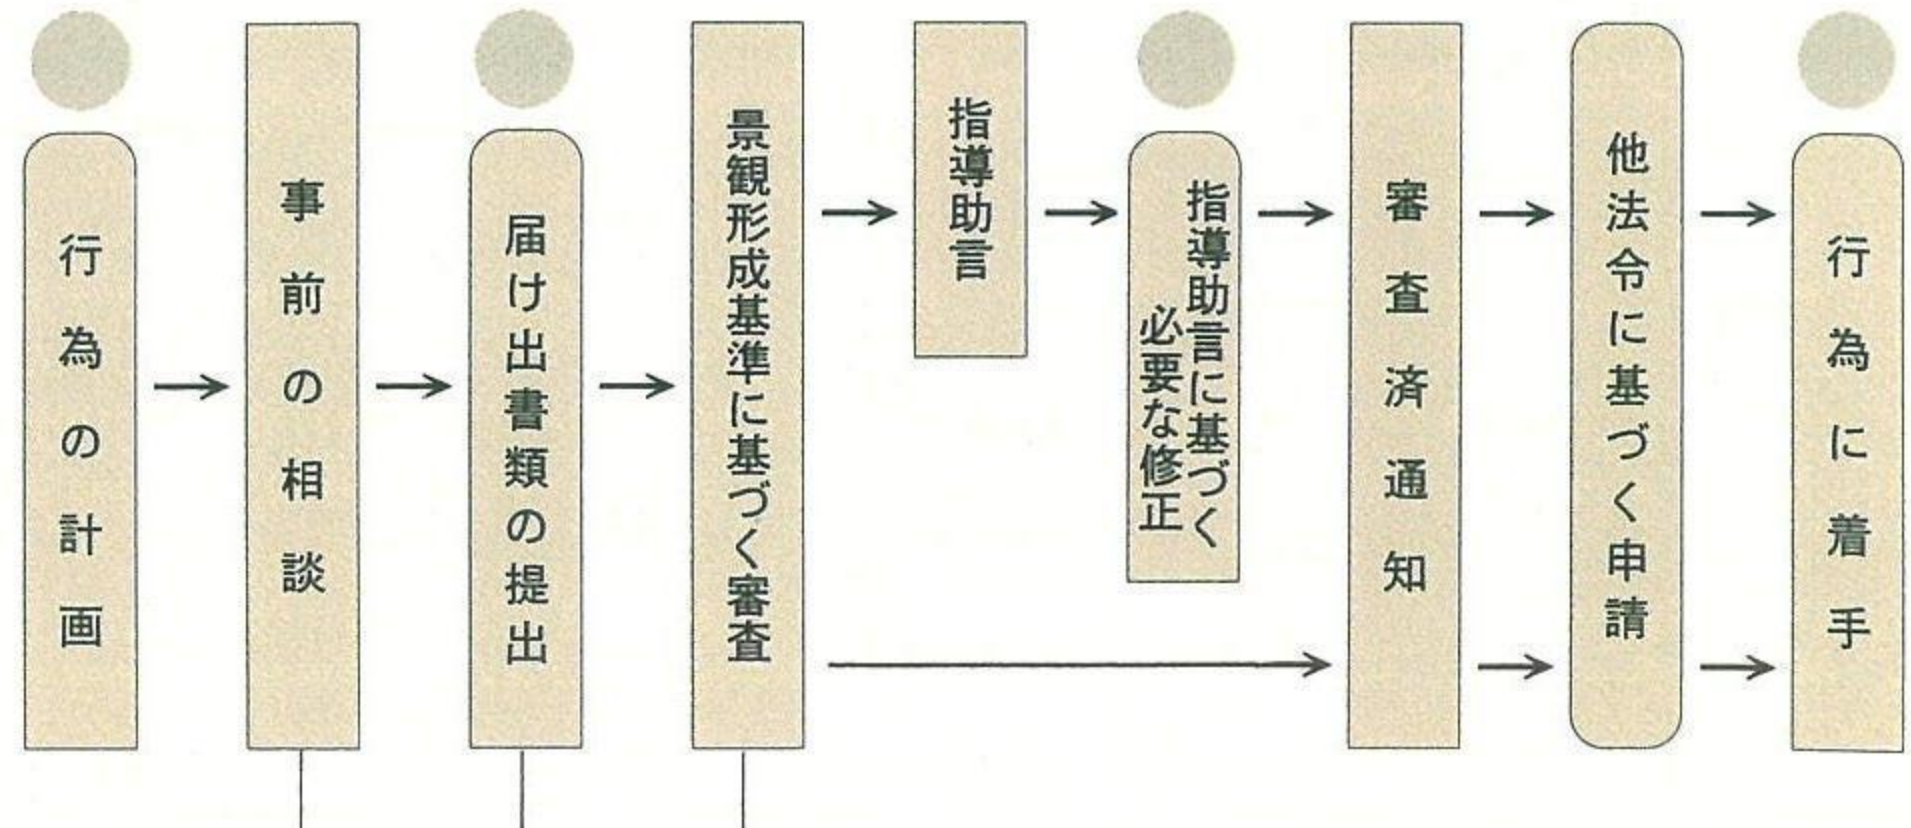 行為の計画
事前の相談
届け出書類の提出
景観形成基準に基づく審査
指導助言
指導助言に基づく
必要な修正
審査済通知
他法令に基づく申請
行為に着手